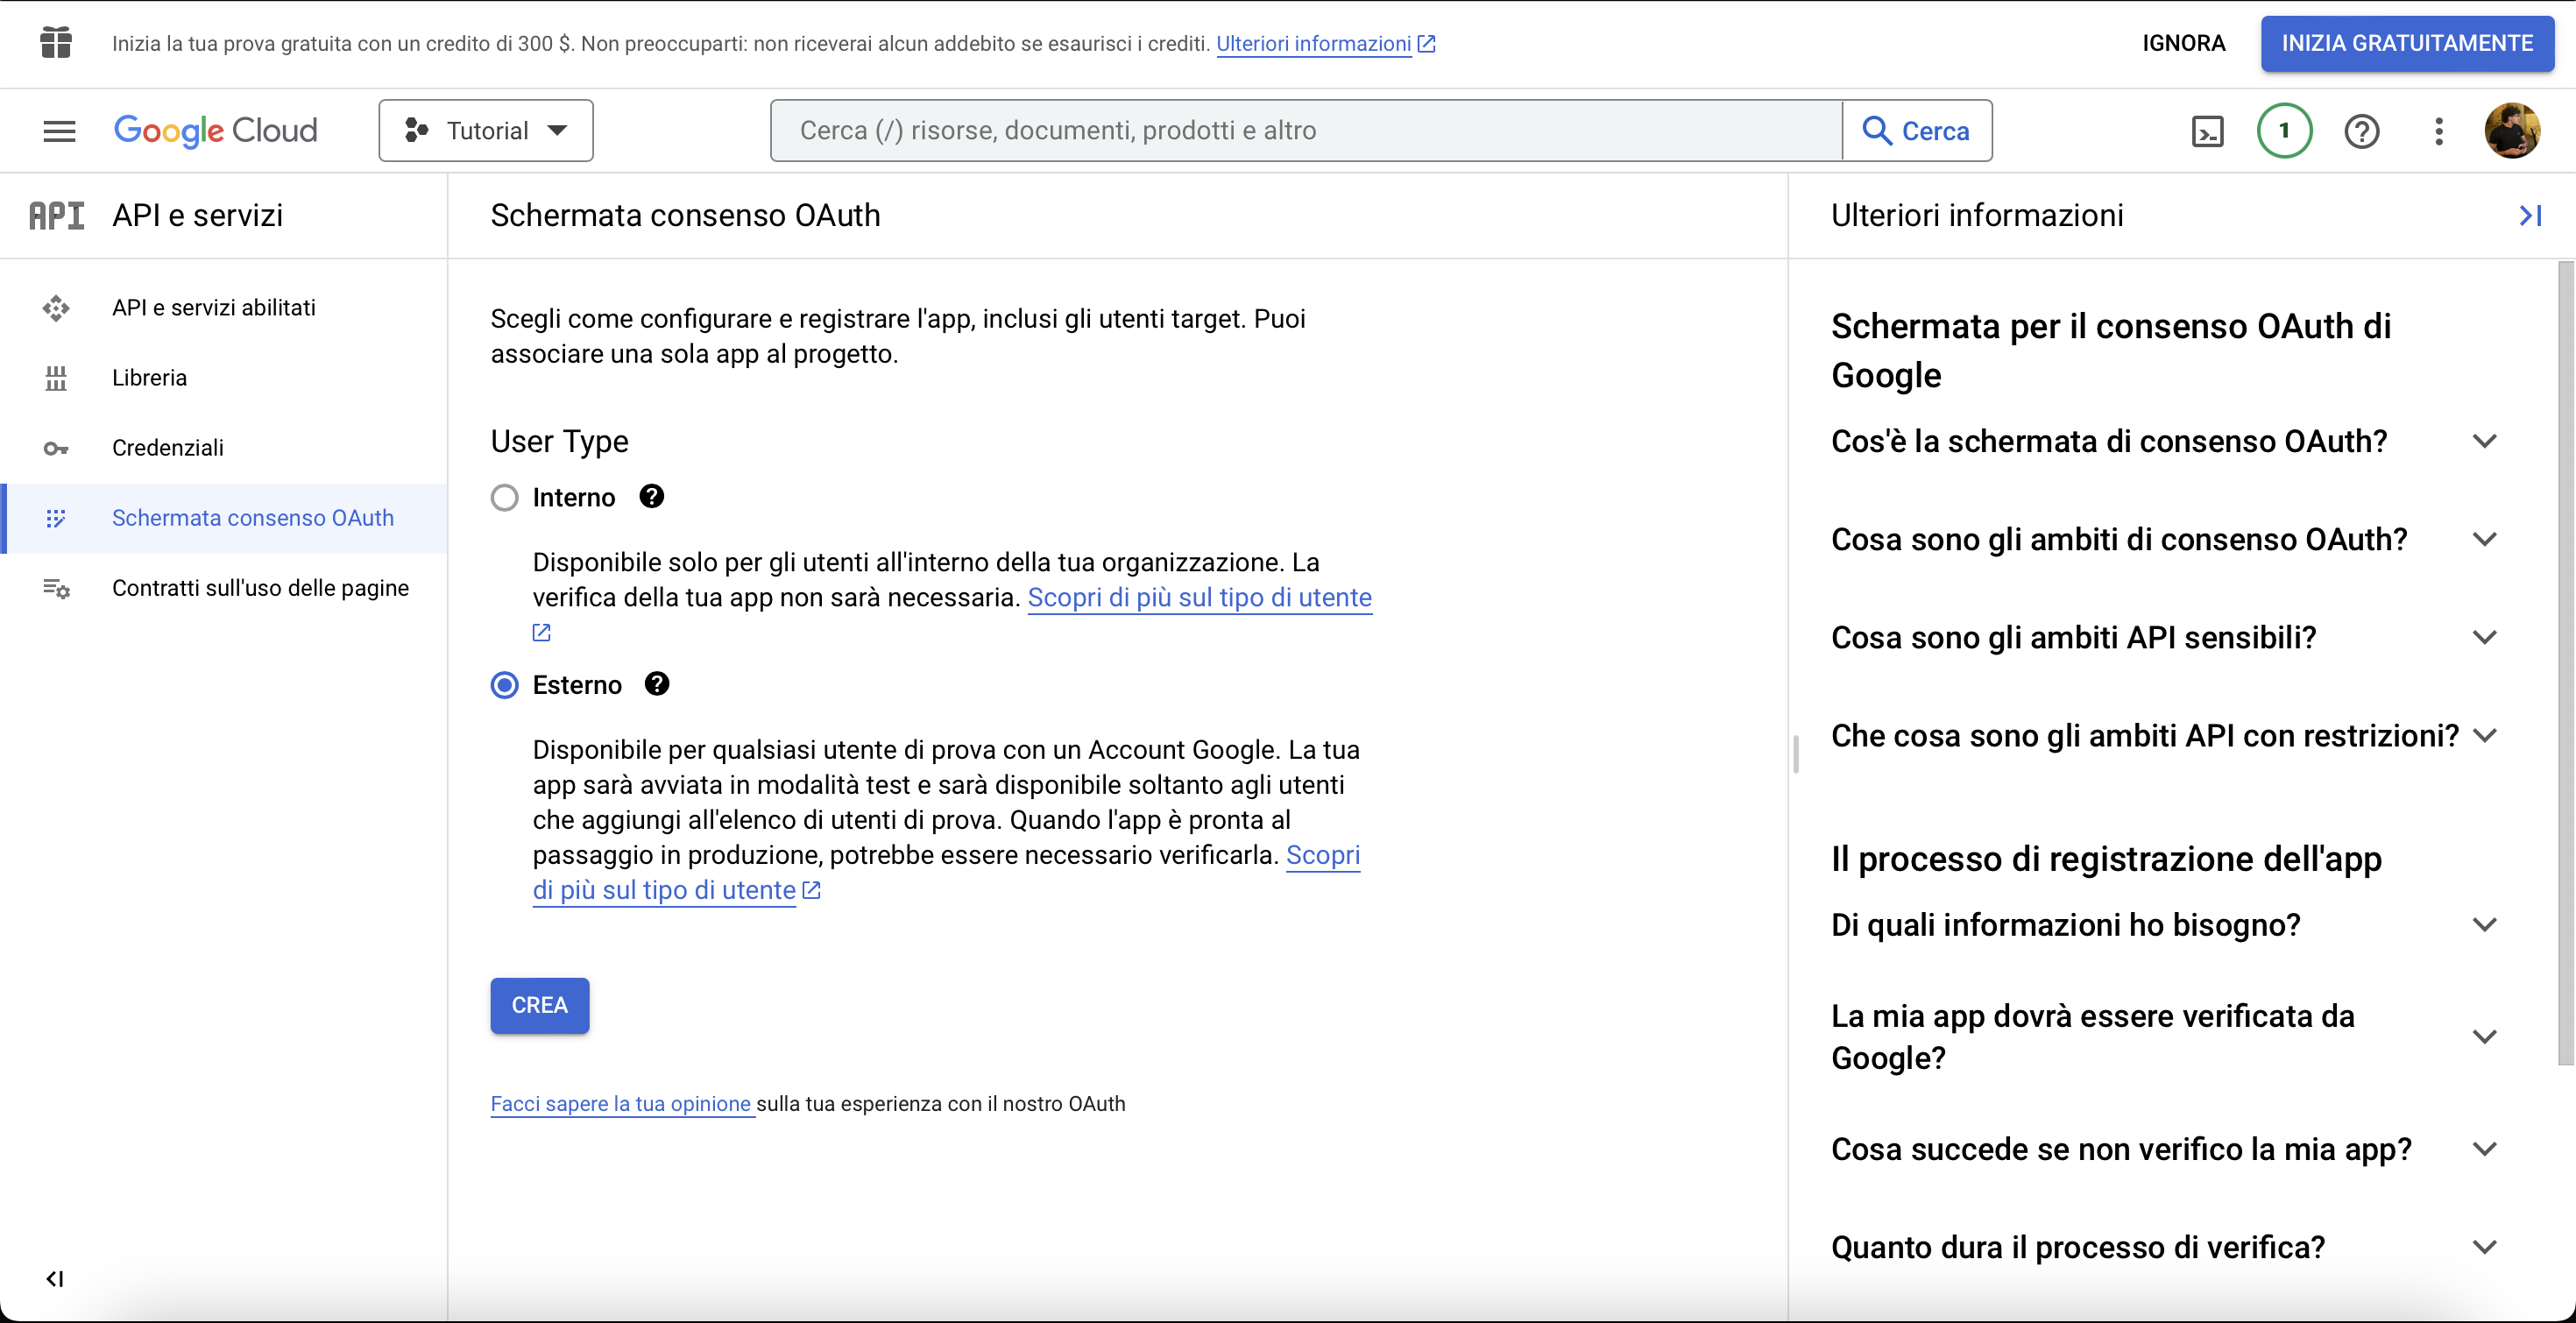 Inizia la tua prova gratuita con un credito di 300 $. Non preoccuparti: non riceverai alcun addebito se esaurisci i crediti. Ulteriori informazioni
IGNORA
INIZIA GRATUITAMENTE
Google Cloud
Tutorial
Cerca (/) risorse, documenti, prodotti e altro
Cerca
1
API
API e servizi
API e servizi abilitati
Libreria
Credenziali
Schermata consenso OAuth
Contratti sull'uso delle pagine
Schermata consenso OAuth
Scegli come configurare e registrare l'app, inclusi gli utenti target. Puoi
associare una sola app al progetto.
User Type
Interno
Disponibile solo per gli utenti all'interno della tua organizzazione. La
verifica della tua app non sarà necessaria. Scopri di più sul tipo di utente
Esterno
Disponibile per qualsiasi utente di prova con un Account Google. La tua
app sarà avviata in modalità test e sarà disponibile soltanto agli utenti
che aggiungi all'elenco di utenti di prova. Quando l'app è pronta al
passaggio in produzione, potrebbe essere necessario verificarla. Scopri
di più sul tipo di utente
CREA
Facci sapere la tua opinione sulla tua esperienza con il nostro OAuth
Ulteriori informazioni
Schermata per il consenso OAuth di
Google
Cos'è la schermata di consenso OAuth?
Cosa sono gli ambiti di consenso OAuth?
Cosa sono gli ambiti API sensibili?
Che cosa sono gli ambiti API con restrizioni?
Il processo di registrazione dell'app
Di quali informazioni ho bisogno?
La mia app dovrà essere verificata da
Google?
Cosa succede se non verifico la mia app?
Quanto dura il processo di verifica?